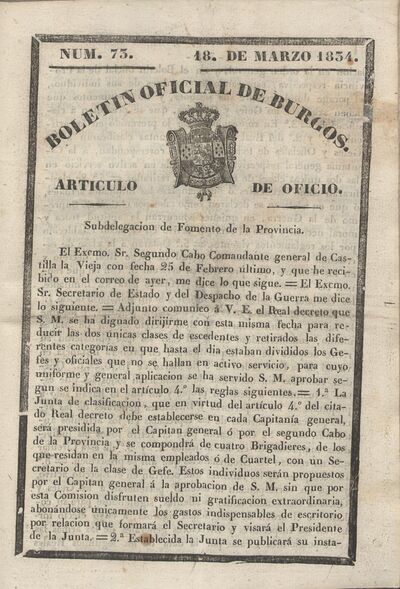 NUM. 73. 18. DE MARZO 1834.
BOLETIN OFICIAL DE BURGOS.
ARTICULO DE OFICIO.
Subdelegacion de Fomento de la Provincia.
El Excmo. Sr. Segundo Cabo Comandante general de Cas-
tilla la Vieja con fecha 25 de Febrero ultimo, y que he reci-
bido en el correo de ayer, me dice lo que sigue. = El Excmo.
Sr. Secretario de Estado y del Despacho de la Guerra me dice
lo siguiente. = Adjunto comunico á V. E. el Real decreto que
S. M. se ha dignado dirijirme con esta misma fecha para re-
ducir las dos únicas clases de escedentes y retirados las dife-
rentes categorias en que hasta el dia estaban divididos los Ge-
fes y oficiales que no se hallan en activo servicio, para cuyo
uniforme y general aplicacion se ha servido S. M. aprobar se-
gun se indica en el artículo 4.º las reglas siguientes. = 1.ª La
Junta de clasificacion, que en virtud del artículo 4.º del cita-
do Real decreto debe establecerse en cada Capitanía general,
será presidida por el Capitan general ó por el segundo Cabo
de la Provincia y se compondrá de cuatro Brigadieres, de los
que residan en la misma empleados ó de Cuartel, con un Se-
cretario de la clase de Gefe. Estos individuos serán propuestos
por el Capitan general á la aprobacion de S. M. sin que por
esta Comision disfruten sueldo ni gratificacion extraordinaria,
abonándose únicamente los gastos indispensables de escritorio
por relacion que formará el Secretario y visará el Presidente
de la Junta. = 2.ª Establecida la Junta se publicará su insta-